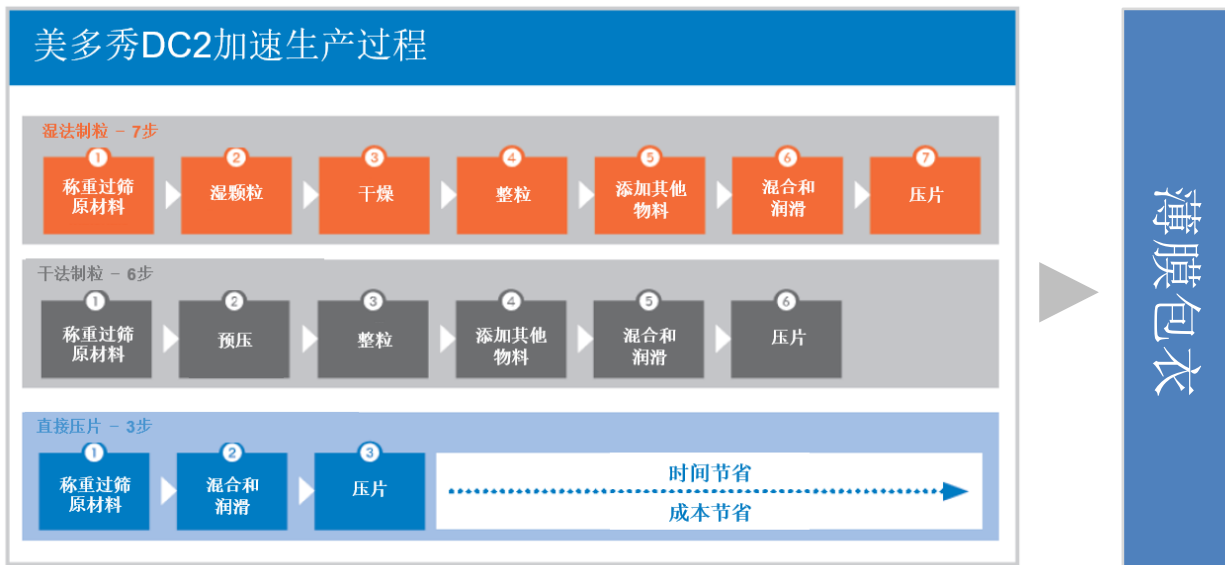 美多秀DC2加速生产过程
湿法制粒 - 7步
1
称重过筛
原材料
2
湿颗粒
3
干燥
4
整粒
5
添加其他
物料
6
混合和
润滑
7
压片
干法制粒 - 6步
1
称重过筛
原材料
2
预压
3
整粒
4
添加其他
物料
5
混合和
润滑
6
压片
直接压片 - 3步
1
称重过筛
原材料
2
混合和
润滑
3
压片
时间节省
成本节省
薄膜包衣